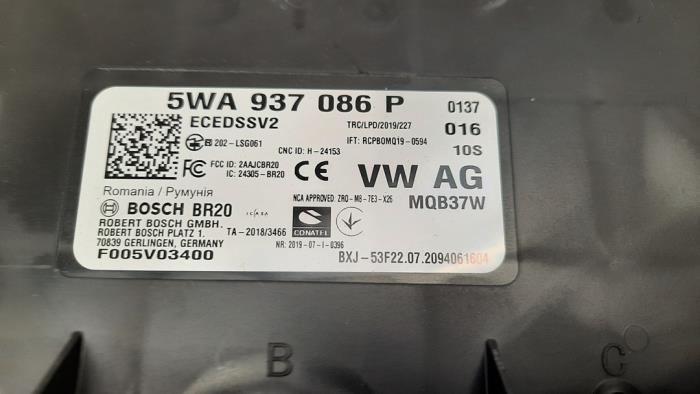 5WA 937 086 P
0137
ECEDSSV2
TRC/LPD/2019/227
016
202-LSG061
IFT: RCPBOMQ19-0594
CNC ID: H-24153
10S
FC
FCC ID: 2AAJCBR20
IC: 24305-BR20
CE
VW AG
Romania / Румуния
NCA APPROVED ZRO-M8-7E3-X26
MQB37W
BOSCH BR20
ICASA
ROBERT BOSCH GMBH.
ROBERT BOSCH PLATZ 1.
TA-2018/3466
CONATEL
70839 GERLINGEN, GERMANY
NR: 2019-07-I-0396
F005V03400
BXJ-53F22.07.2094061604
B
C